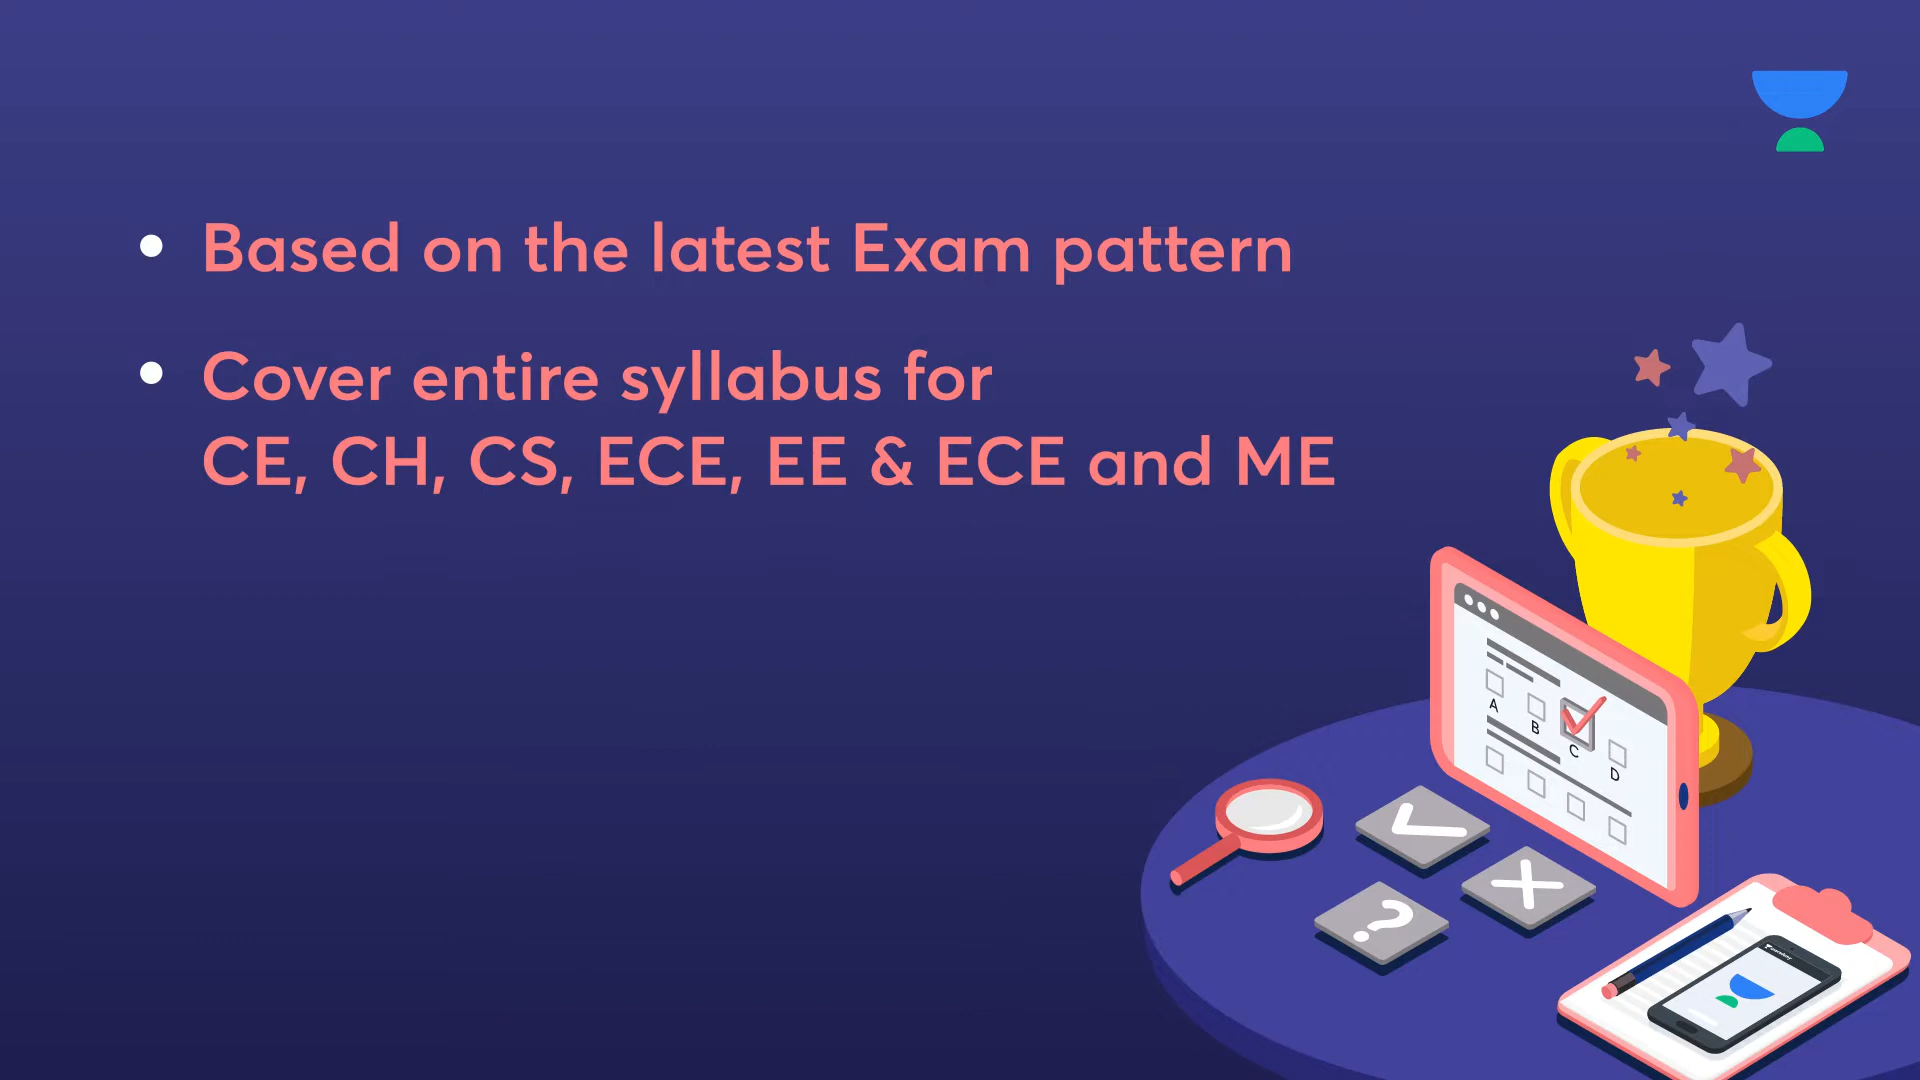 • Based on the latest Exam pattern
• Cover entire syllabus for
CE, CH, CS, ECE, EE & ECE and ME
A
B
C
D
?